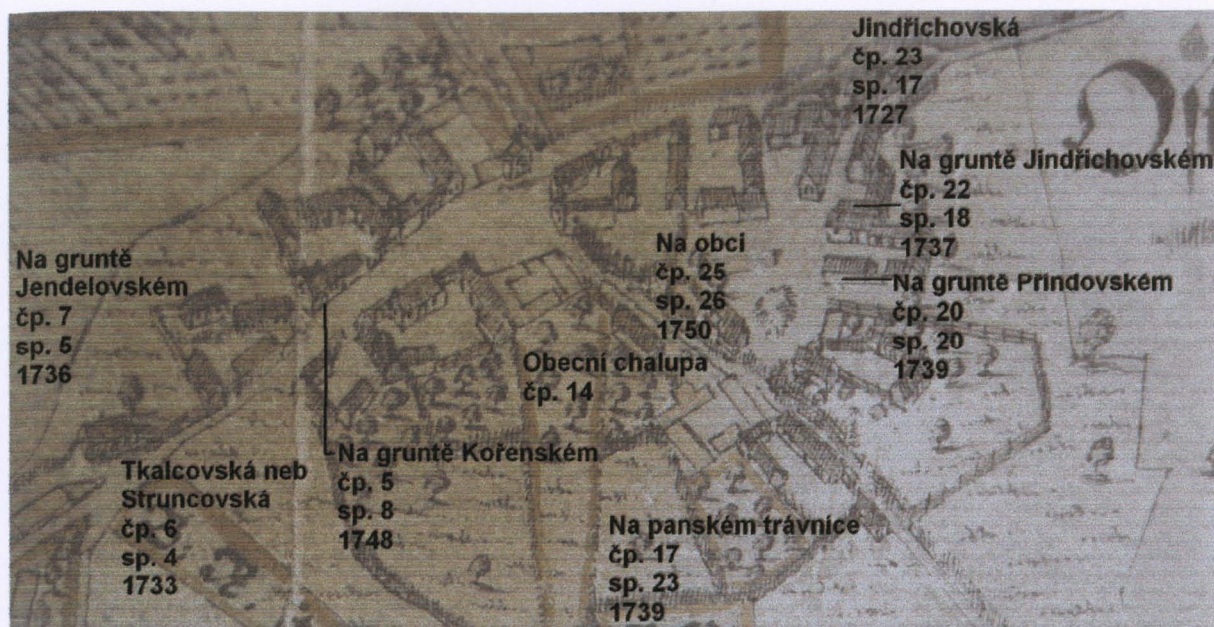 Jindřichovská
čp. 23
sp. 17
1727
Na gruntě Jindřichovském
čp. 22
sp. 18
1737
Na obci
čp. 25
sp. 26
1750
Na gruntě
Jendelovském
čp. 7
sp. 5
1736
Na gruntě Přindovském
čp. 20
sp. 20
1739
Obecní chalupa
čp. 14
Na gruntě Kořenském
čp. 5
sp. 8
1748
Tkalcovská neb
Struncovská
čp. 6
sp. 4
1733
Na panském trávnice
čp. 17
sp. 23
1739